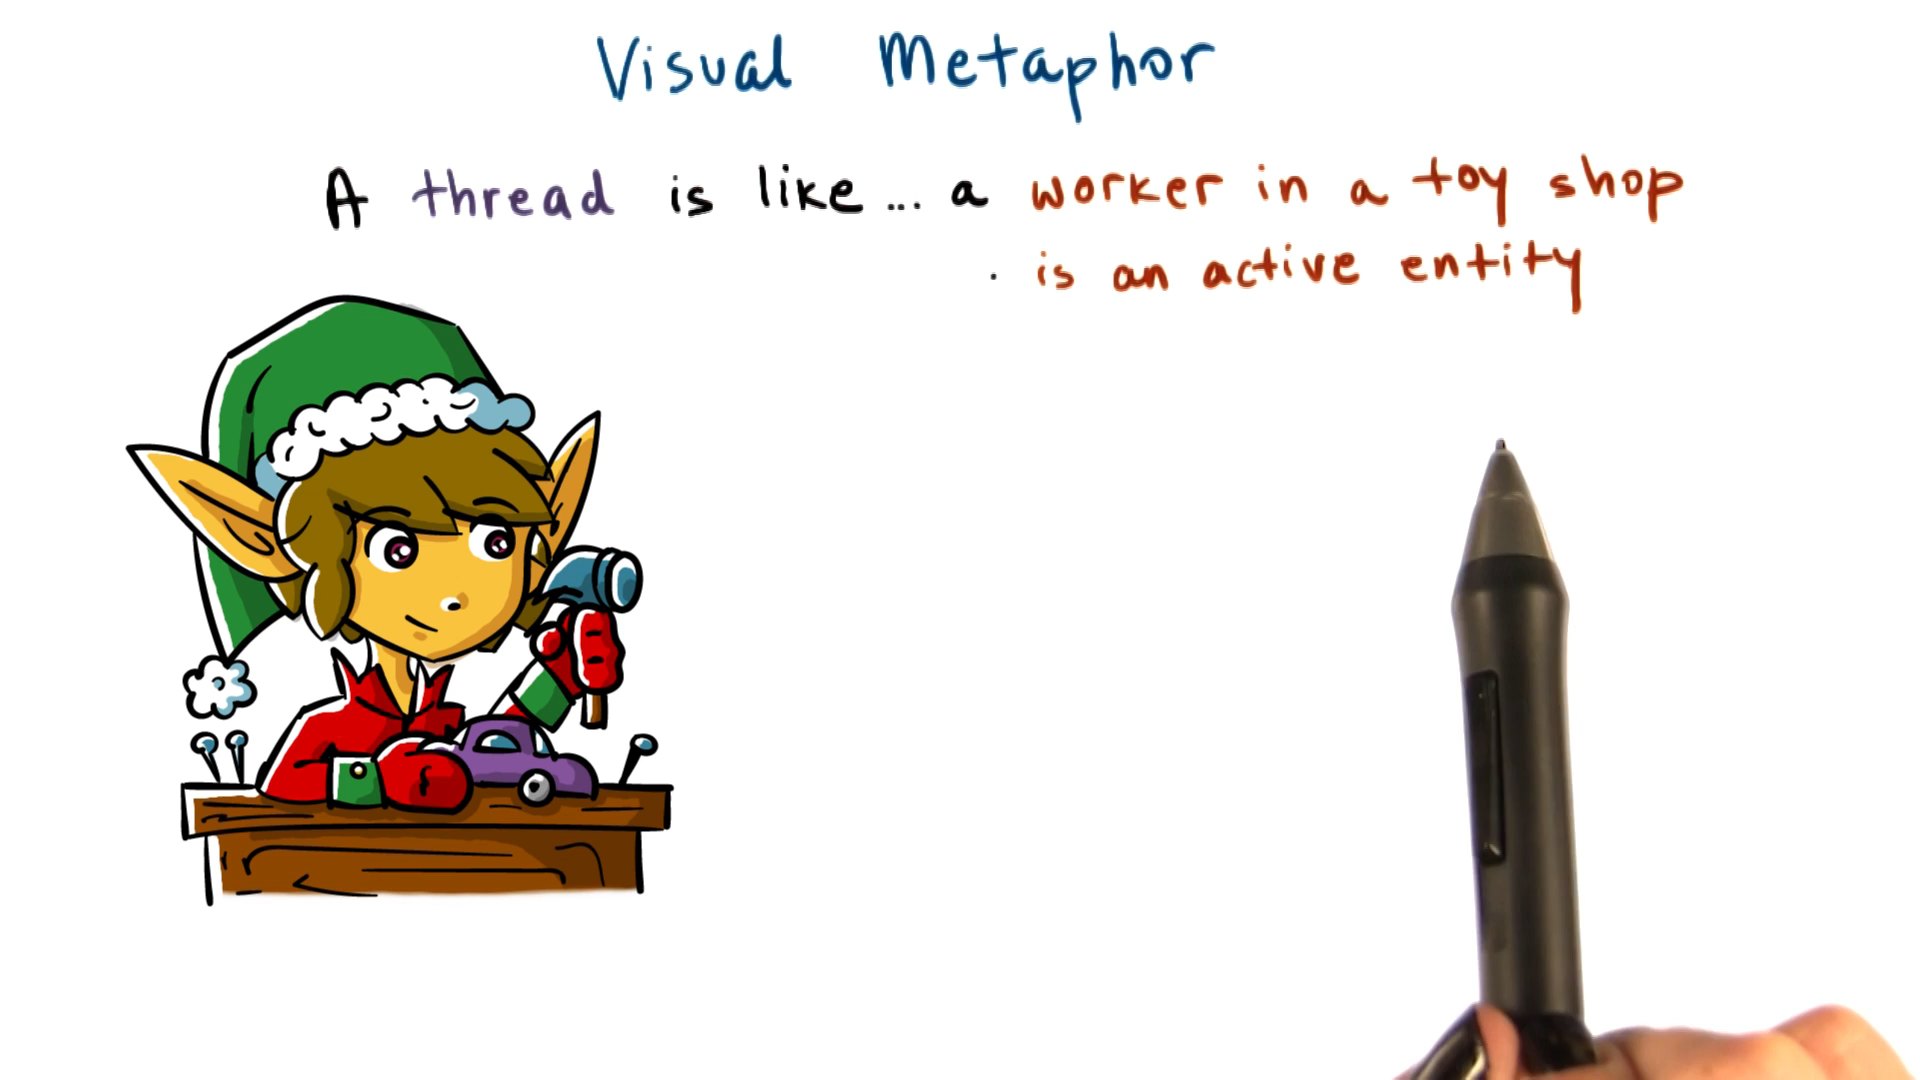 Visual Metaphor
A thread is like... a worker in a toy shop
· is an active entity